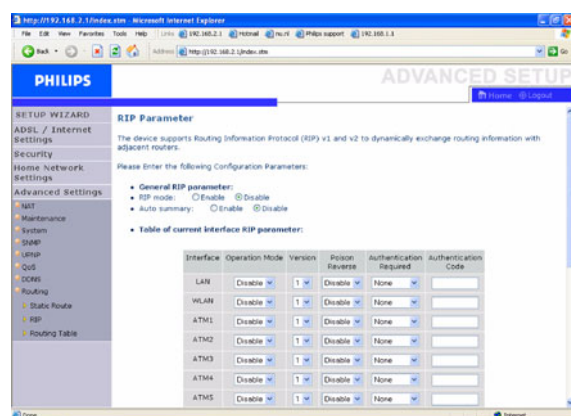 http://192.168.2.1/index.stm - Microsoft Internet Explorer
File Edit View Favorites Tools Help Links 192.168.2.1 Hotmail nu.nl Philips support 192.168.1.1
Back
Address http://192.168.2.1/index.stm Go
PHILIPS
ADVANCED SETUP
Home Logout
SETUP WIZARD
ADSL / Internet Settings
Security
Home Network Settings
Advanced Settings
NAT
Maintenance
System
SNMP
UPNP
QoS
DDNS
Routing
Static Route
RIP
Routing Table
RIP Parameter
The device supports Routing Information Protocol (RIP) v1 and v2 to dynamically exchange routing information with
adjacent routers.
Please Enter the following Configuration Parameters:
General RIP parameter:
RIP mode: Enable Disable
Auto summary: Enable Disable
Table of current interface RIP parameter:
Interface Operation Mode Version Poison Reverse Authentication Required Authentication Code
LAN Disable 1 Disable None
WLAN Disable 1 Disable None
ATM1 Disable 1 Disable None
ATM2 Disable 1 Disable None
ATM3 Disable 1 Disable None
ATM4 Disable 1 Disable None
ATM5 Disable 1 Disable None
Done Internet